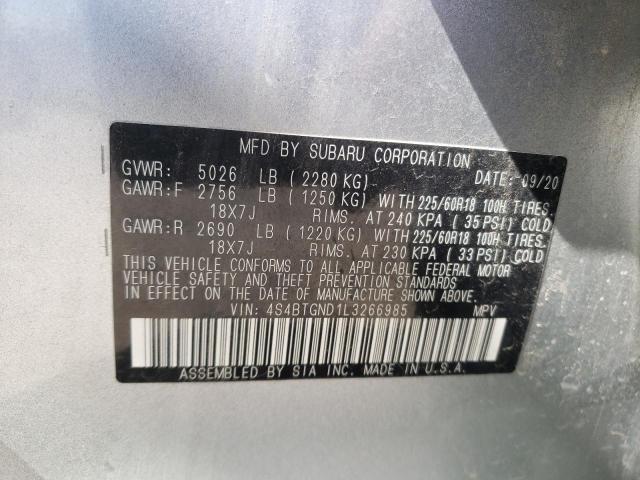 MFD BY SUBARU CORPORATION DATE: 09/20
GVWR: 5026 LB (2280 KG)
GAWR:F 2756 LB (1250 KG) WITH 225/60R18 100H TIRES,
18X7J RIMS. AT 240 KPA (35 PSI) COLD
GAWR:R 2690 LB (1220 KG) WITH 225/60R18 100H TIRES,
18X7J RIMS. AT 230 KPA (33 PSI) COLD
THIS VEHICLE CONFORMS TO ALL APPLICABLE FEDERAL MOTOR
VEHICLE SAFETY AND THEFT PREVENTION STANDARDS
IN EFFECT ON THE DATE OF MANUFACTURE SHOWN ABOVE.
VIN: 4S4BTGND1L3266985 MPV
ASSEMBLED BY SIA INC. MADE IN U.S.A.